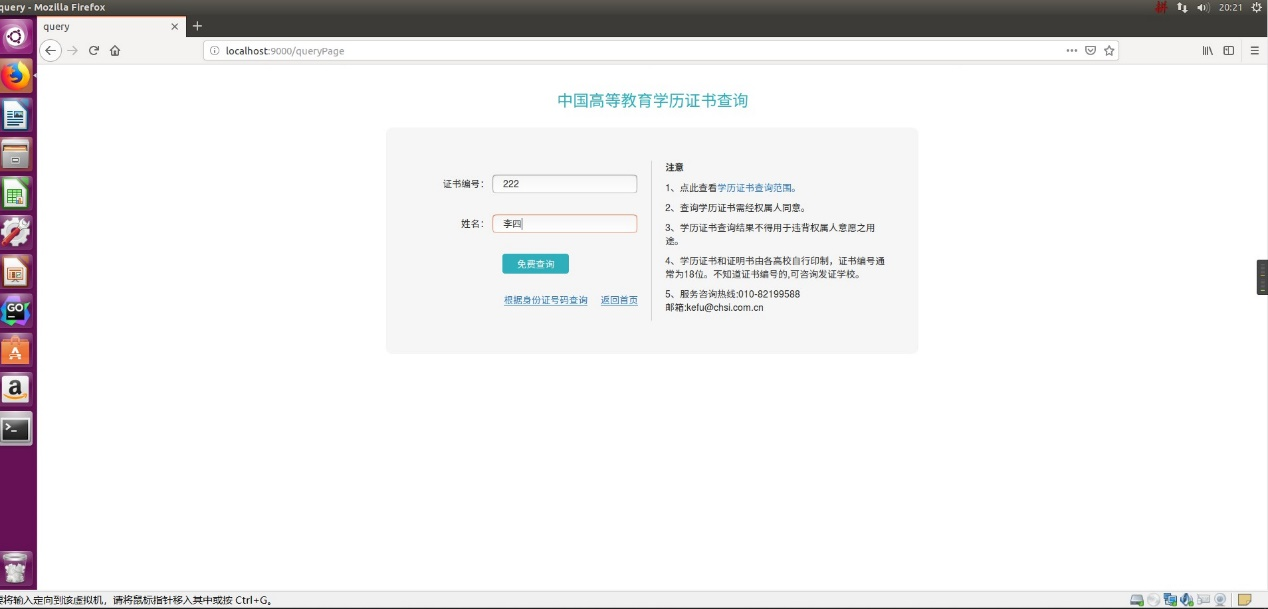 query - Mozilla Firefox
20:21
query
localhost:9000/queryPage
中国高等教育学历证书查询
证书编号：
222
姓名：
李四
免费查询
根据身份证号码查询 返回首页
注意
1、点此查看学历证书查询范围。
2、查询学历证书需经权属人同意。
3、学历证书查询结果不得用于违背权属人意愿之用
途。
4、学历证书和证明书由各高校自行印制，证书编号通
常为18位。不知道证书编号的,可咨询发证学校。
5、服务咨询热线:010-82199588
邮箱:kefu@chsi.com.cn
GO
A
a
要将输入定向到该虚拟机，请将鼠标指针移入其中或按 Ctrl+G。